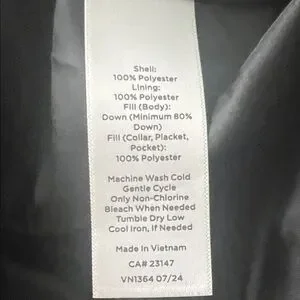 Shell:
100% Polyester
Lining:
100% Polyester
Fill (Body):
Down (Minimum 80%
Down)
Fill (Collar, Placket,
Pocket):
100% Polyester
Machine Wash Cold
Gentle Cycle
Only Non-Chlorine
Bleach When Needed
Tumble Dry Low
Cool Iron, If Needed
Made In Vietnam
CA# 23147
VN1364 07/24